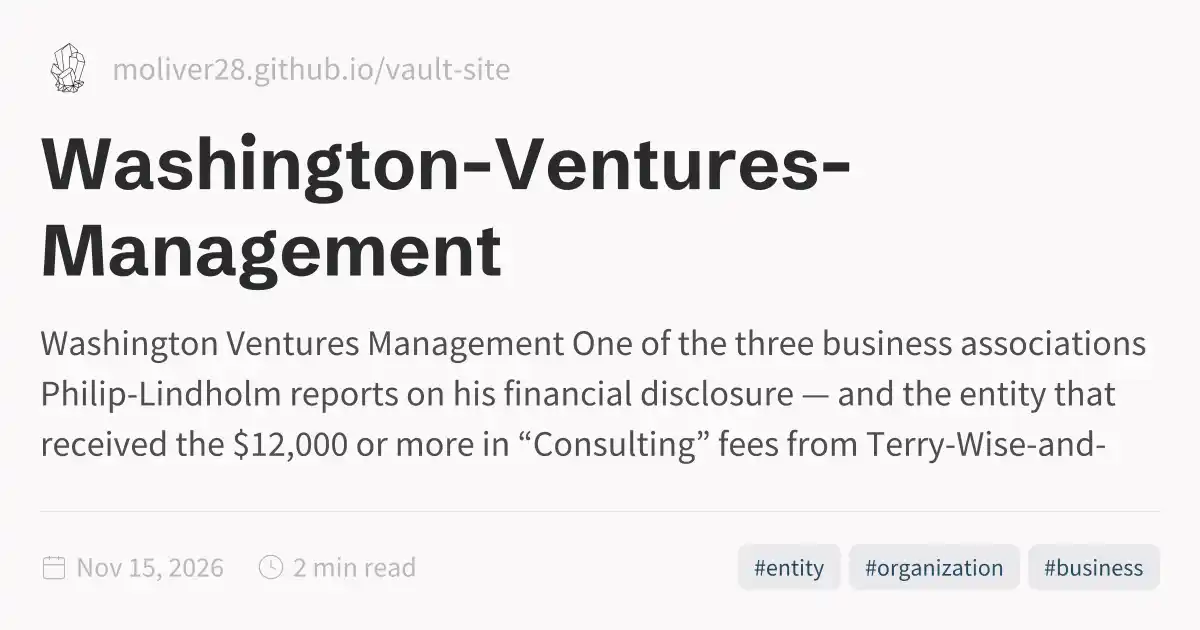 moliver28.github.io/vault-site
Washington-Ventures-
Management
Washington Ventures Management One of the three business associations
Philip-Lindholm reports on his financial disclosure — and the entity that
received the $12,000 or more in “Consulting” fees from Terry-Wise-and-
Nov 15, 2026 2 min read #entity #organization #business